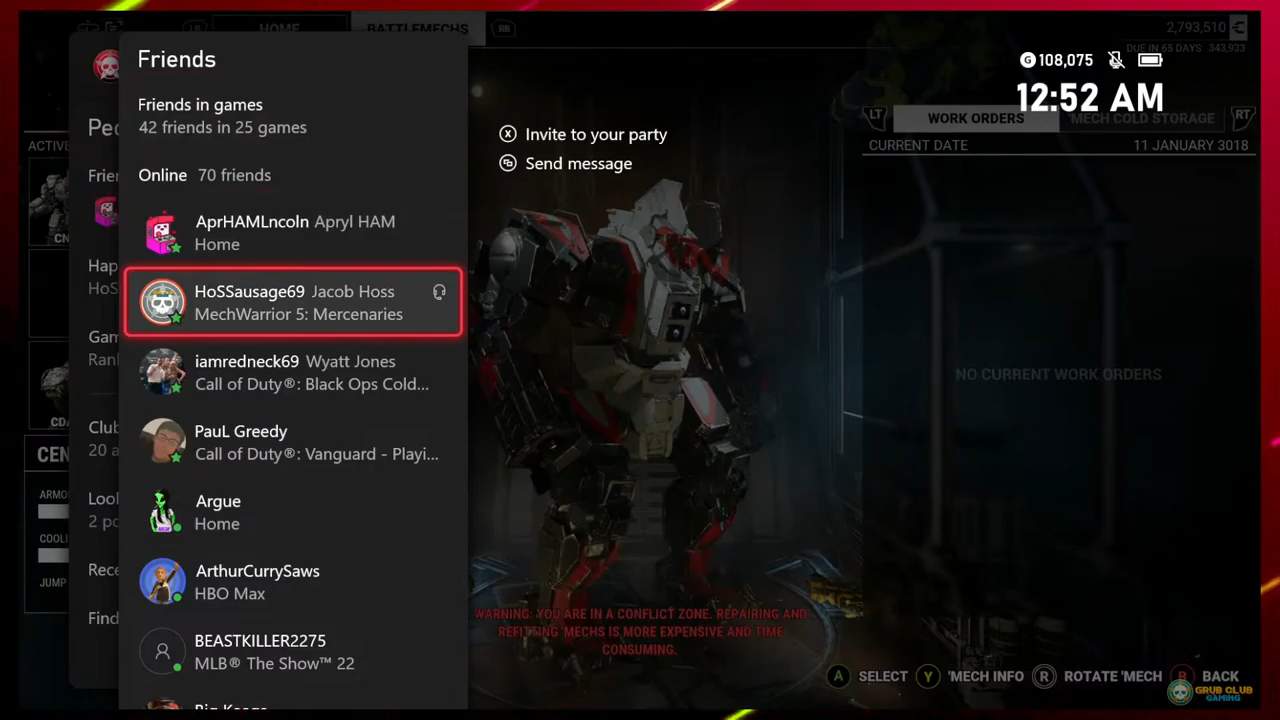 HOME
BATTLEMECHS
RB
2,793,510
DUE IN 65 DAYS 343,933
Friends
G 108,075
12:52 AM
Friends in games
42 friends in 25 games
X Invite to your party
Send message
LT
WORK ORDERS
'MECH COLD STORAGE
RT
CURRENT DATE
11 JANUARY 3018
Online 70 friends
AprHAMLncoln Apryl HAM
Home
HoSSausage69 Jacob Hoss
MechWarrior 5: Mercenaries
iamredneck69 Wyatt Jones
Call of Duty®: Black Ops Cold...
NO CURRENT WORK ORDERS
PauL Greedy
Call of Duty®: Vanguard - Playi...
Argue
Home
ArthurCurrySaws
HBO Max
BEASTKILLER2275
MLB® The Show™ 22
WARNING: YOU ARE IN A CONFLICT ZONE. REPAIRING AND
REFITTING 'MECHS IS MORE EXPENSIVE AND TIME
CONSUMING.
A SELECT Y 'MECH INFO R ROTATE 'MECH B BACK
GRUB CLUB
GAMING